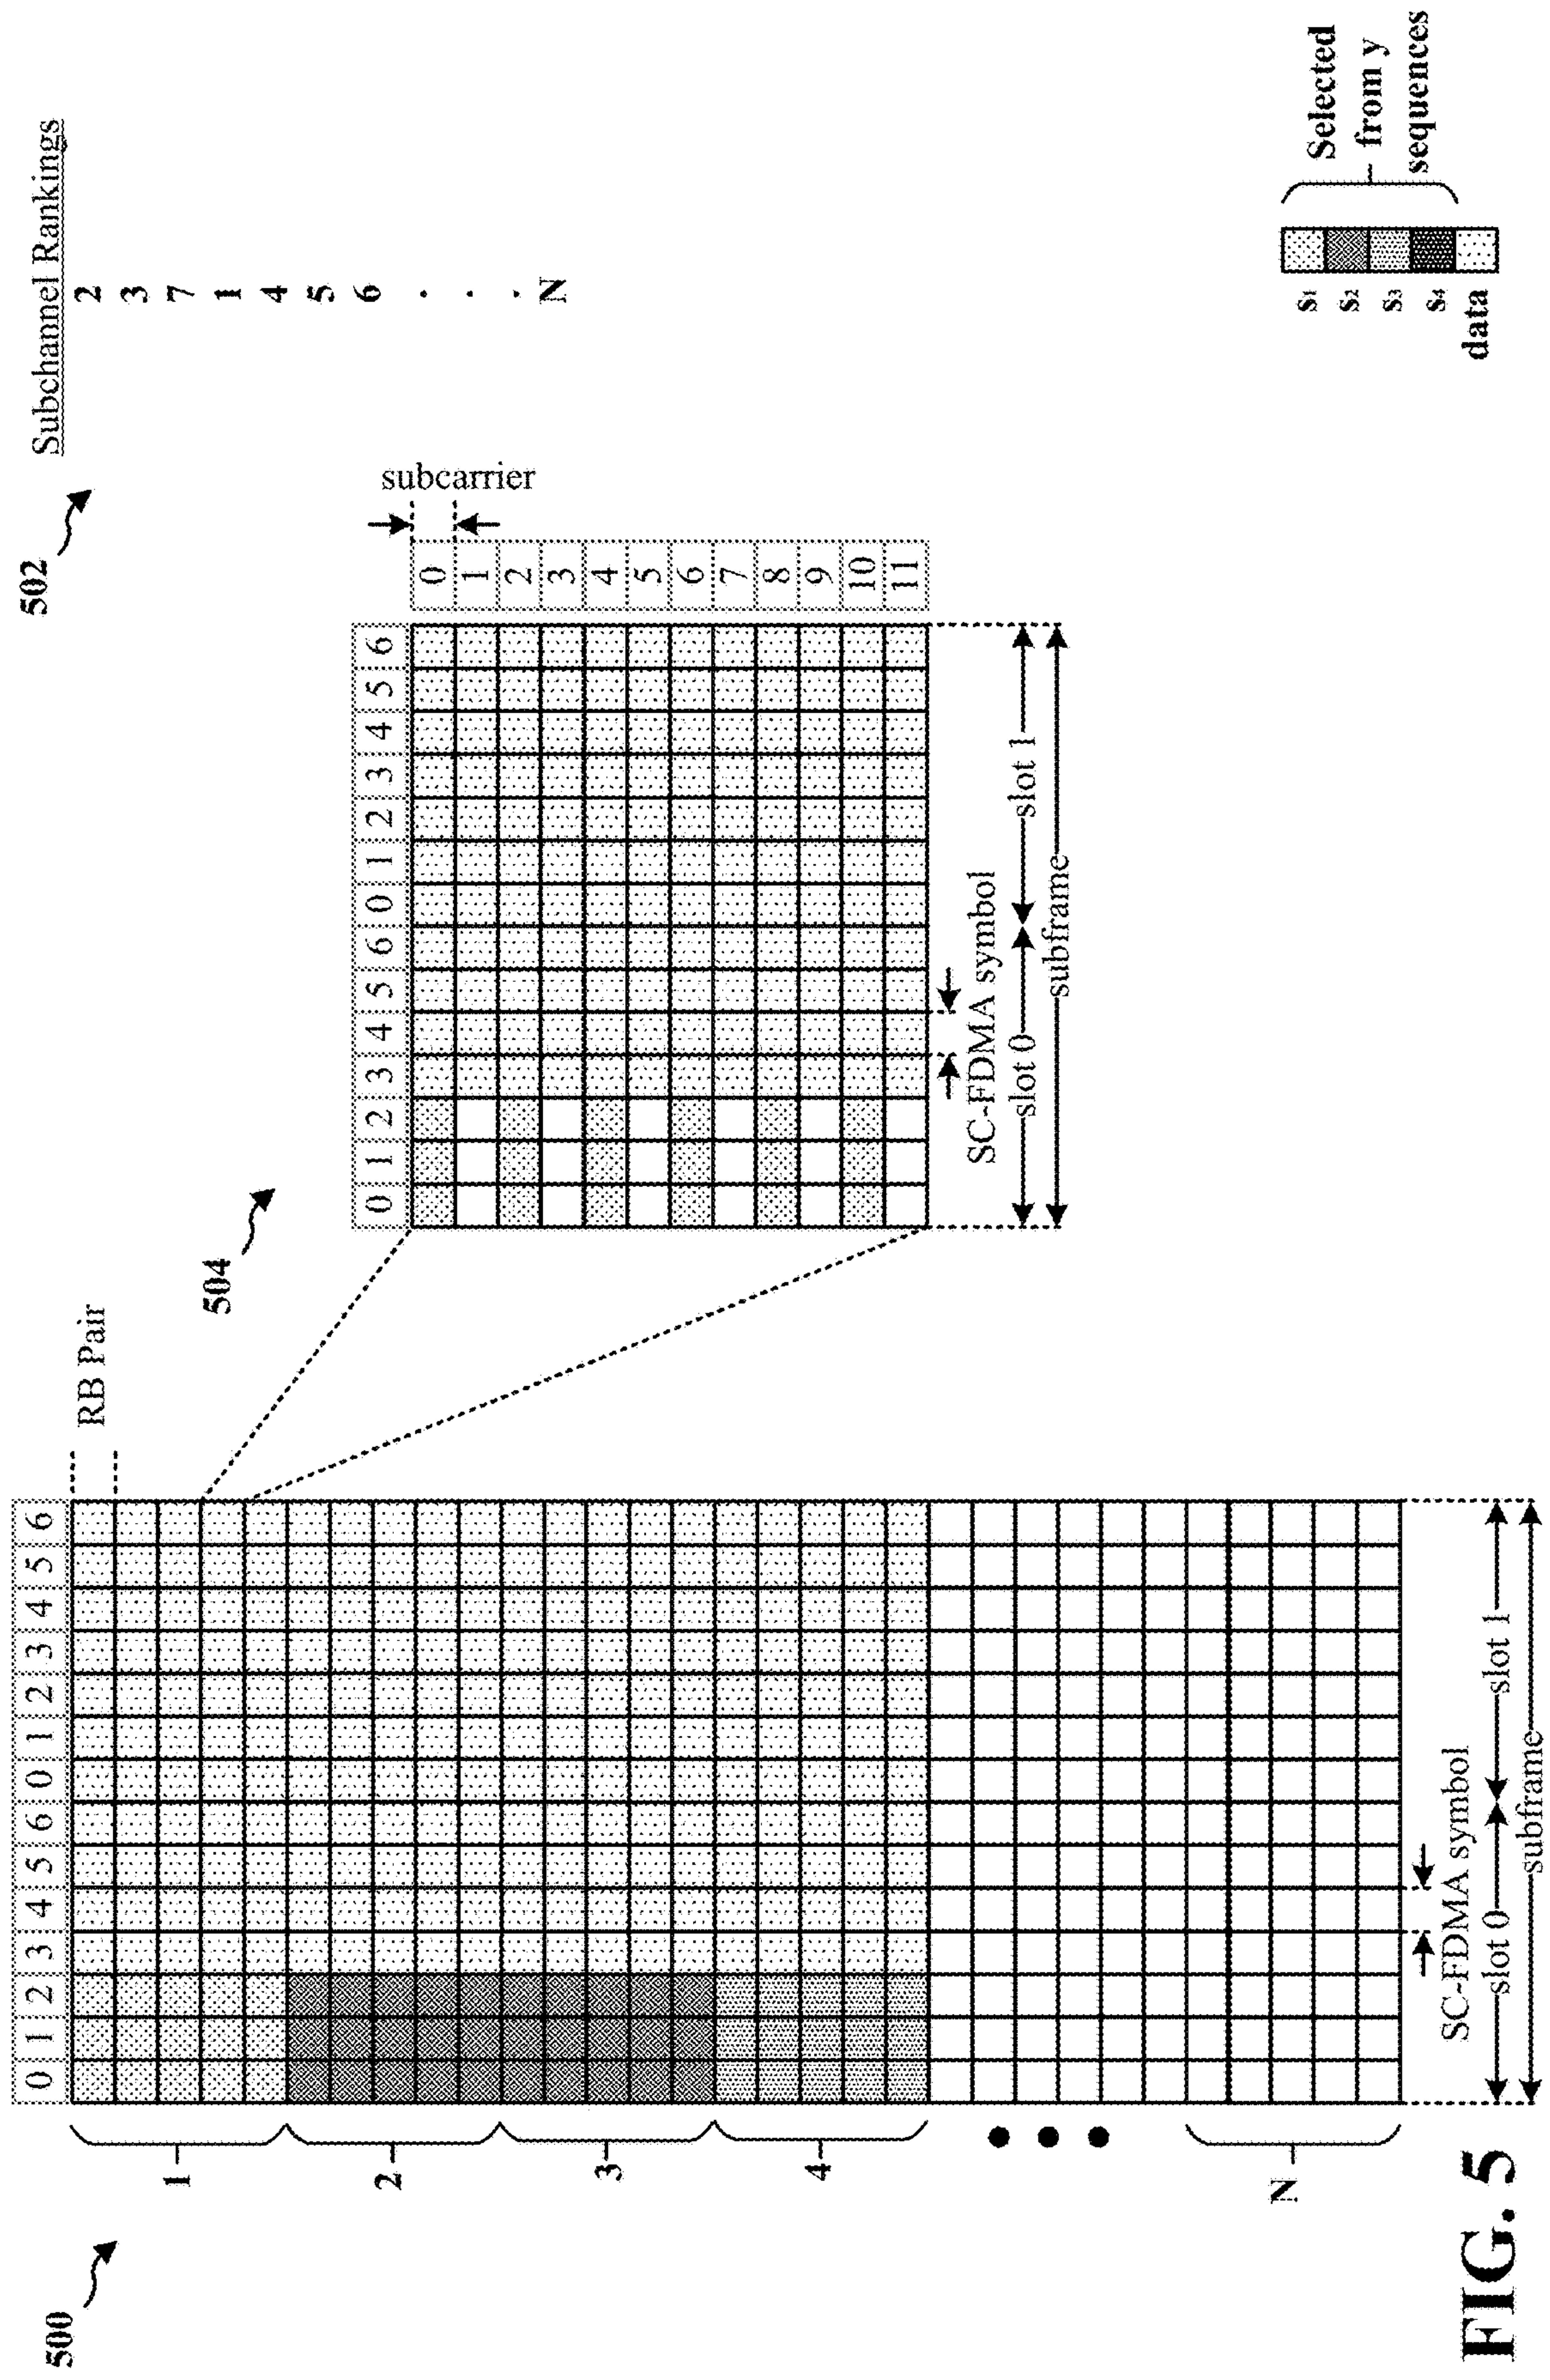 500
0 1 2 3 4 5 6 0 1 2 3 4 5 6
RB Pair
1
2
3
4
N
SC-FDMA symbol
slot 0
slot 1
subframe
504
0 1 2 3 4 5 6 0 1 2 3 4 5 6
subcarrier
0
1
2
3
4
5
6
7
8
9
10
11
SC-FDMA symbol
slot 0
slot 1
subframe
502
Subchannel Rankings
2
3
7
1
4
5
6
.
.
.
N
S1
S2
S3
S4
data
Selected
from y
sequences
FIG. 5